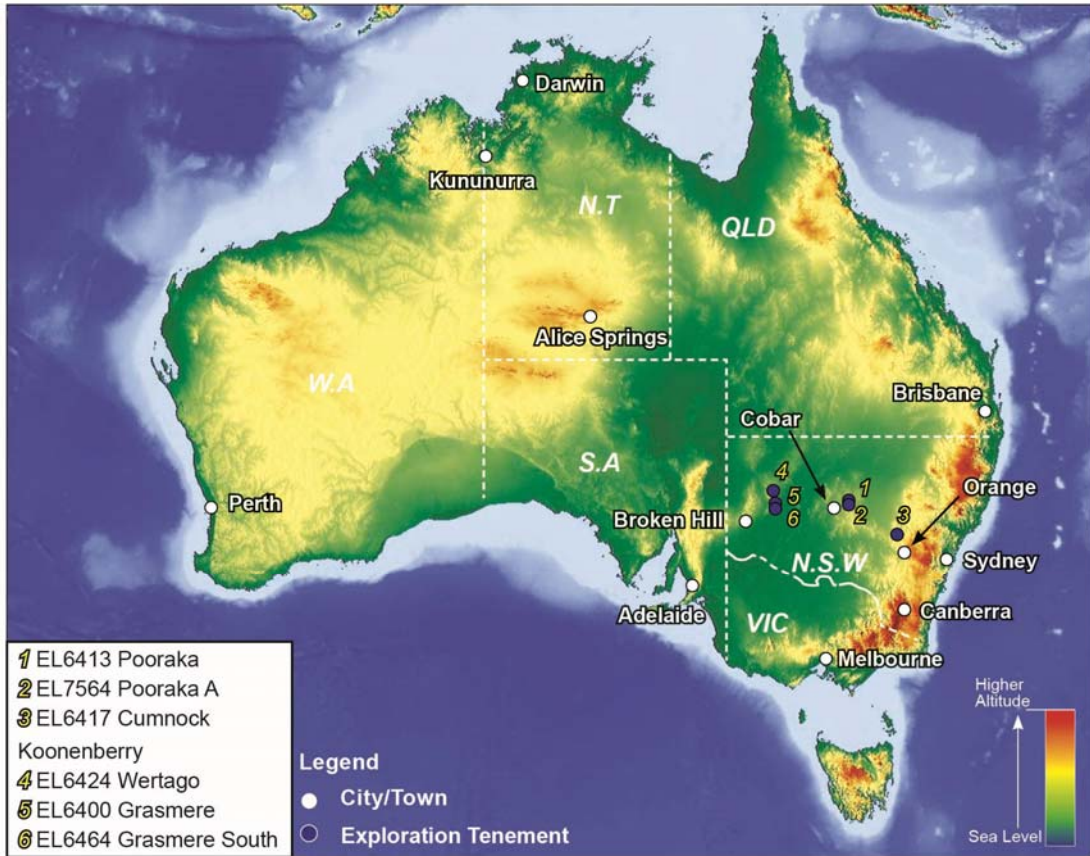 Darwin
Kununurra
N.T
QLD
Alice Springs
W.A
Brisbane
Cobar
S.A
4
1
5
Orange
Perth
Broken Hill
6
2
3
N.S.W
Sydney
Adelaide
VIC
Canberra
Melbourne
1 EL6413 Pooraka
2 EL7564 Pooraka A
3 EL6417 Cumnock
Koonenberry
4 EL6424 Wertago
5 EL6400 Grasmere
6 EL6464 Grasmere South
Legend
City/Town
Exploration Tenement
Higher
Altitude
Sea Level